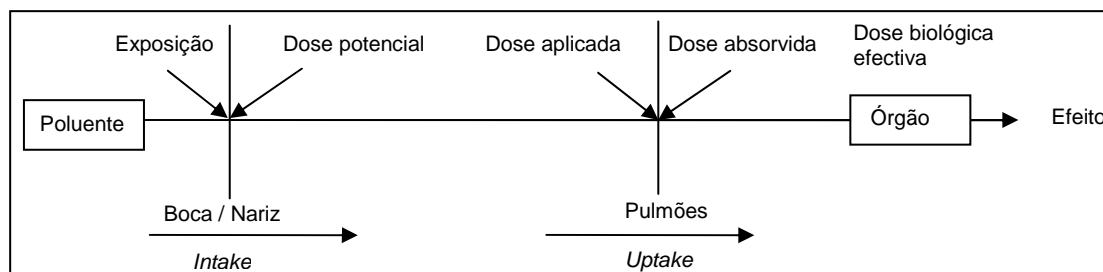 Exposição
Dose potencial
Dose aplicada
Dose absorvida
Dose biológica
efectiva
Poluente
Órgão
Efeito
Boca / Nariz
Pulmões
Intake
Uptake